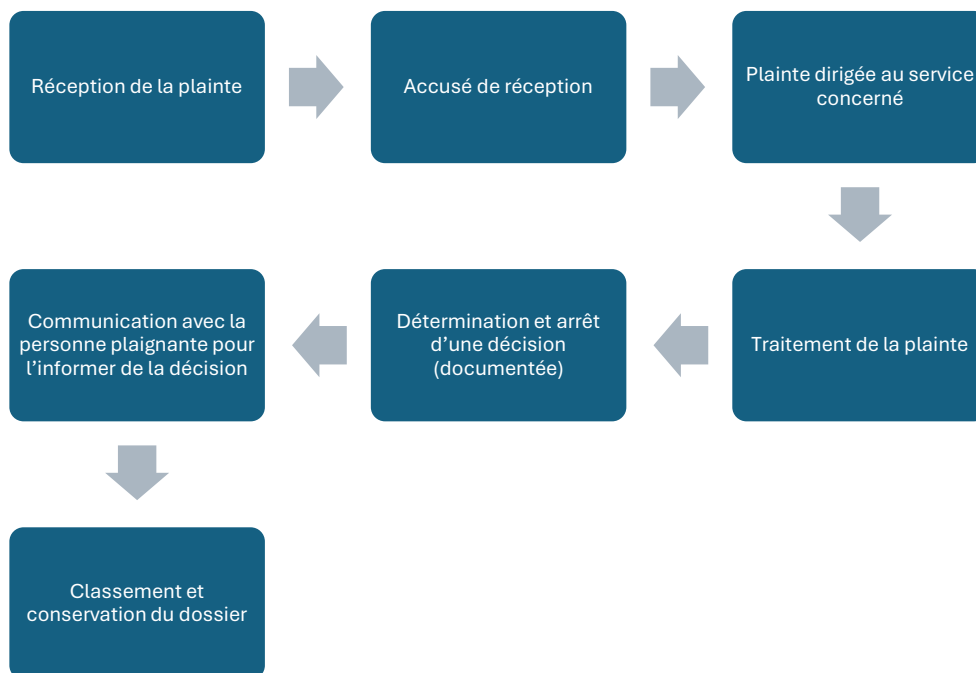 Réception de la plainte
Accusé de réception
Plainte dirigée au service
concerné
Traitement de la plainte
Détermination et arrêt
d’une décision
(documentée)
Communication avec la
personne plaignante pour
l’informer de la décision
Classement et
conservation du dossier